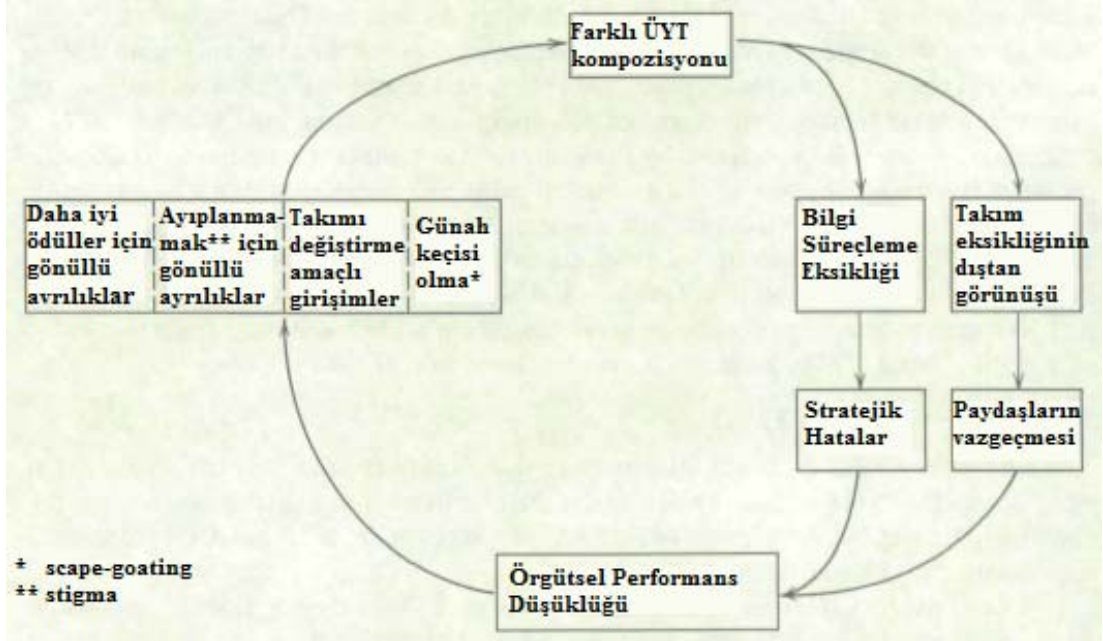 Farklı ÜYT
kompozisyonu
Daha iyi
ödüller için
gönüllü
avrılıklar
Ayıplanma-
mak** için
gönüllü
ayrılıklar
Takımı
değiştirme
amaçlı
girişimler
Günah
keçisi
olma*
Bilgi
Süreçleme
Eksikliği
Takım
eksikliğinin
dıştan
görünüşü
Stratejik
Hatalar
Paydaşların
vazgeçmesi
Örgütsel Performans
Düşüklüğü
* scape-goating
** stigma